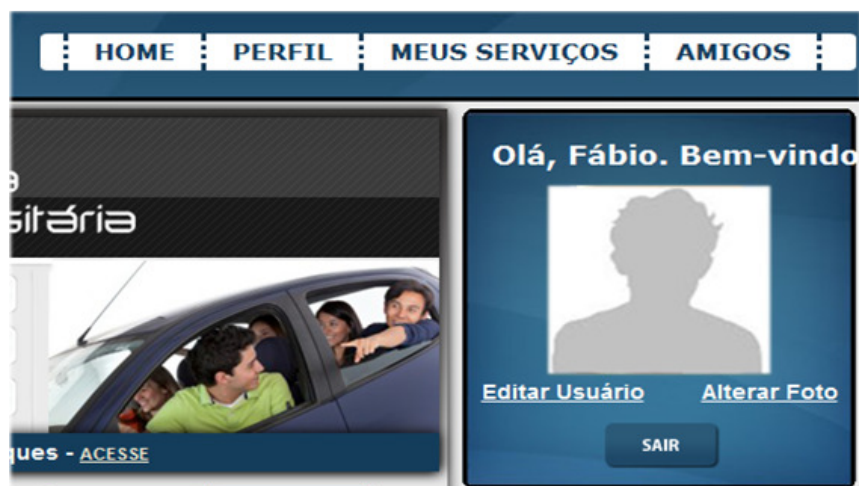 HOME PERFIL MEUS SERVIÇOS AMIGOS
Olá, Fábio. Bem-vindo
sitária
Editar Usuário Alterar Foto
SAIR
ques - ACESSE